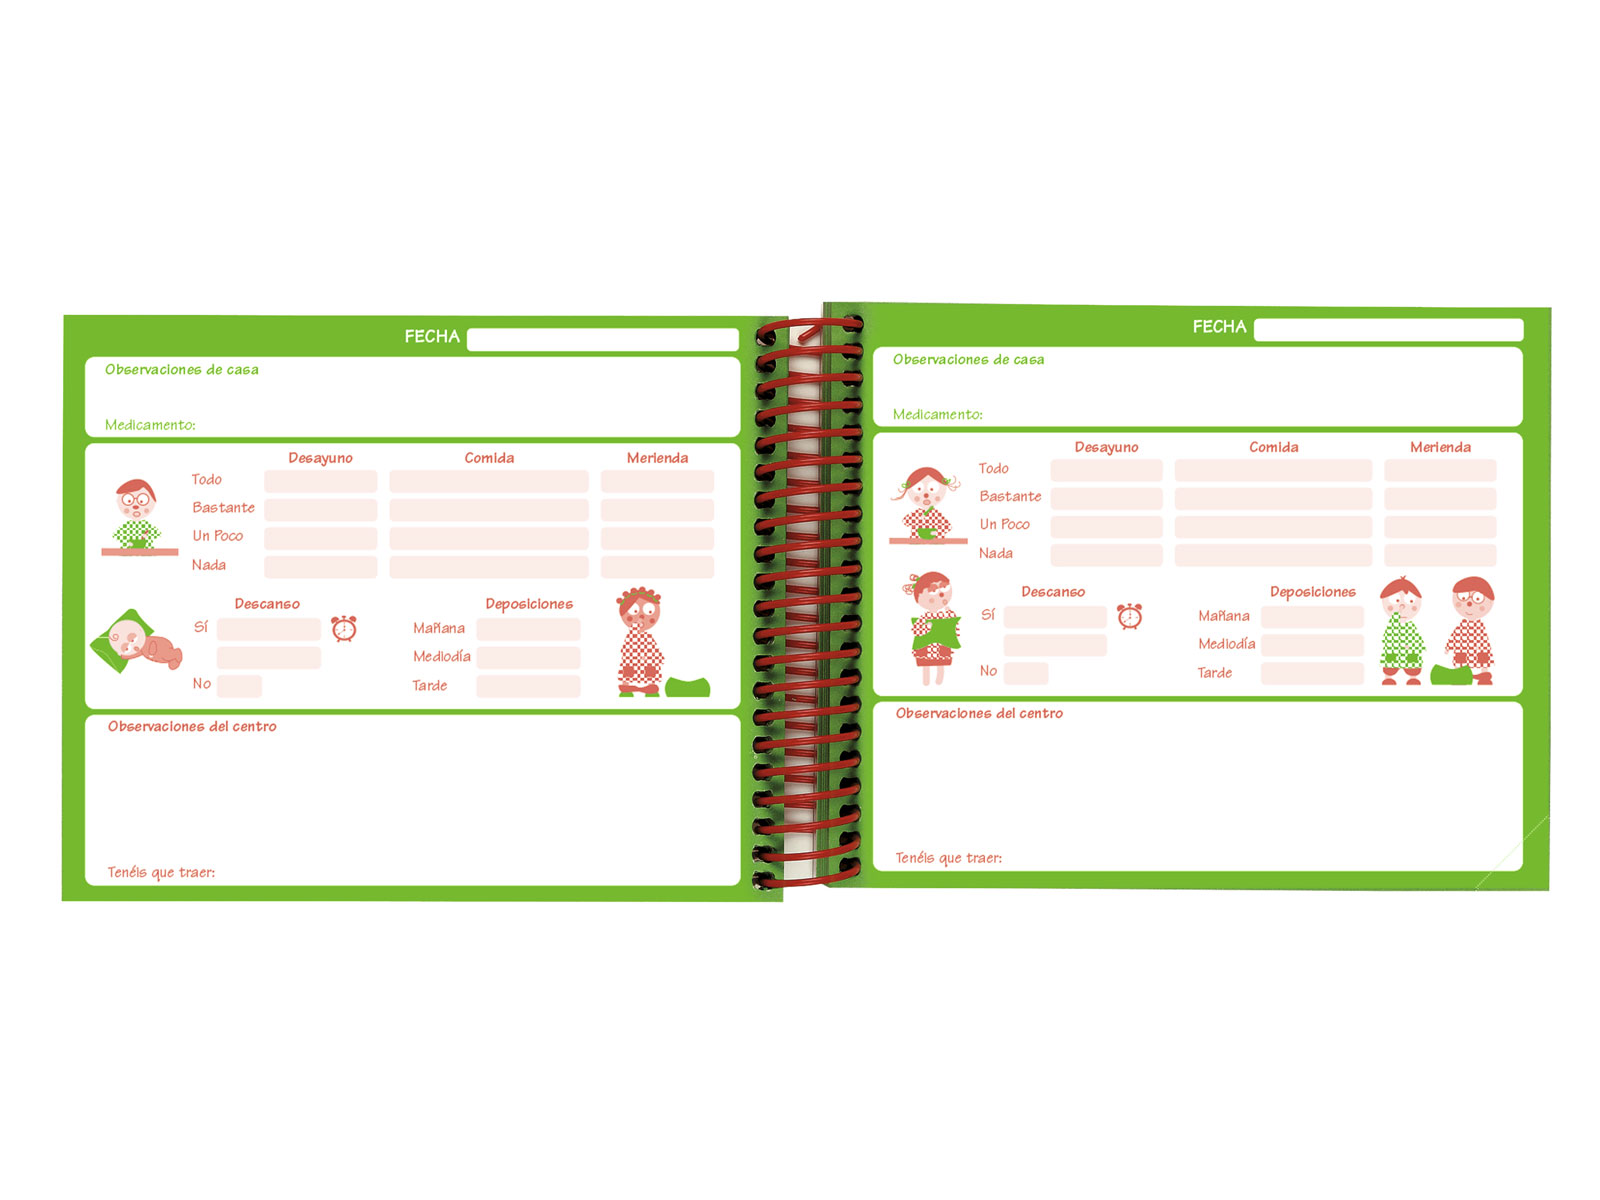 FECHA
Observaciones de casa
Medicamento:
Desayuno Comida Merienda
Todo
Bastante
Un Poco
Nada
Descanso Deposiciones
Sí Mañana
Mediodía
No Tarde
Observaciones del centro
Tenéis que traer:
FECHA
Observaciones de casa
Medicamento:
Desayuno Comida Merienda
Todo
Bastante
Un Poco
Nada
Descanso Deposiciones
Sí Mañana
Mediodía
No Tarde
Observaciones del centro
Tenéis que traer: